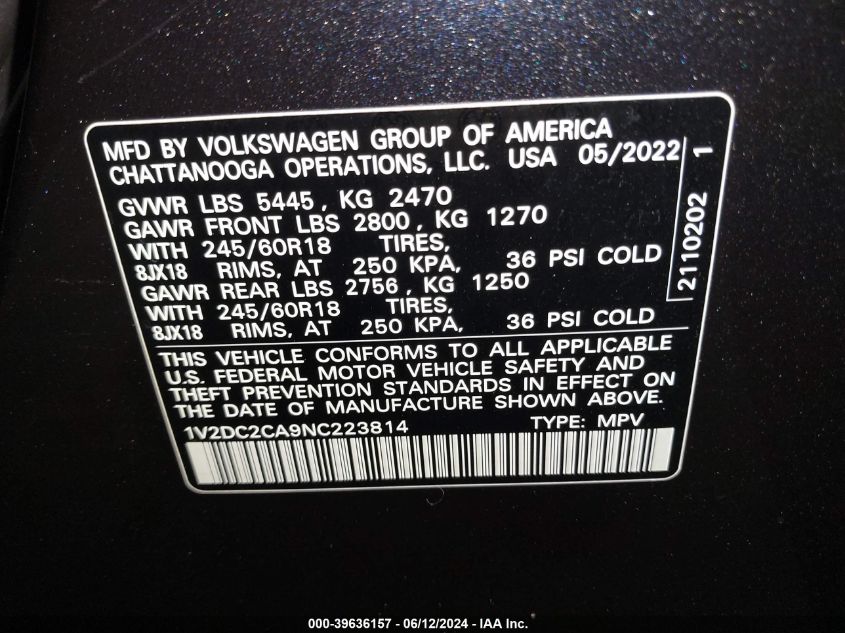 MFD BY VOLKSWAGEN GROUP OF AMERICA
CHATTANOOGA OPERATIONS, LLC. USA 05/2022
GVWR LBS 5445, KG 2470
GAWR FRONT LBS 2800, KG 1270
WITH 245/60R18 TIRES,
8JX18 RIMS, AT 250 KPA, 36 PSI COLD
GAWR REAR LBS 2756, KG 1250
WITH 245/60R18 TIRES,
8JX18 RIMS, AT 250 KPA, 36 PSI COLD
THIS VEHICLE CONFORMS TO ALL APPLICABLE
U.S. FEDERAL MOTOR VEHICLE SAFETY AND
THEFT PREVENTION STANDARDS IN EFFECT ON
THE DATE OF MANUFACTURE SHOWN ABOVE.
1V2DC2CA9NC223814 TYPE: MPV
2110202 1
000-39636157 - 06/12/2024 - IAA Inc.